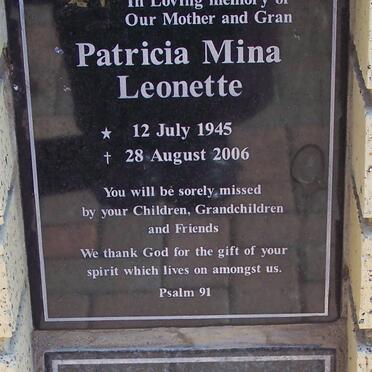 In Loving memory of
Our Mother and Gran
Patricia Mina
Leonette
★ 12 July 1945
† 28 August 2006
You will be sorely missed
by your Children, Grandchildren
and Friends
We thank God for the gift of your
spirit which lives on amongst us.
Psalm 91